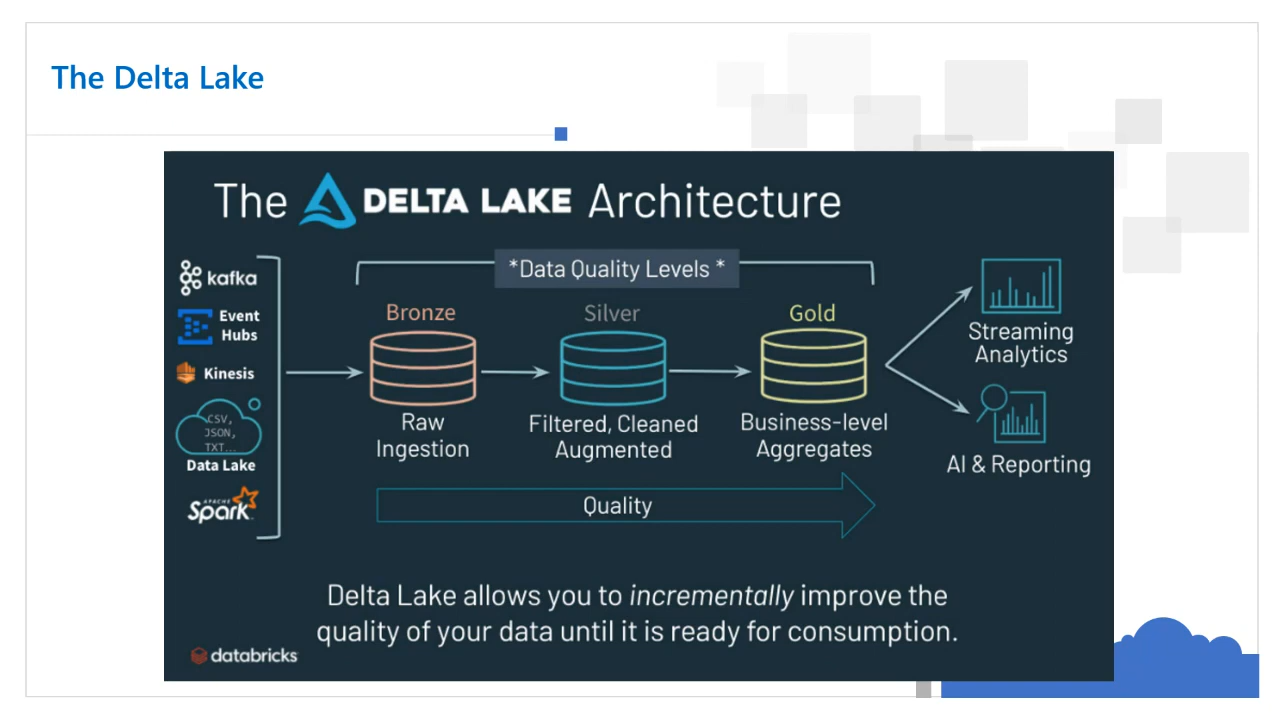 The Delta Lake
The DELTA LAKE Architecture
kafka
Event
Hubs
Kinesis
CSV,
JSON,
TXT...
Data Lake
APACHE
Spark
*Data Quality Levels *
Bronze
Silver
Gold
Raw
Ingestion
Filtered, Cleaned
Augmented
Business-level
Aggregates
Quality
Streaming
Analytics
AI & Reporting
Delta Lake allows you to incrementally improve the
quality of your data until it is ready for consumption.
databricks